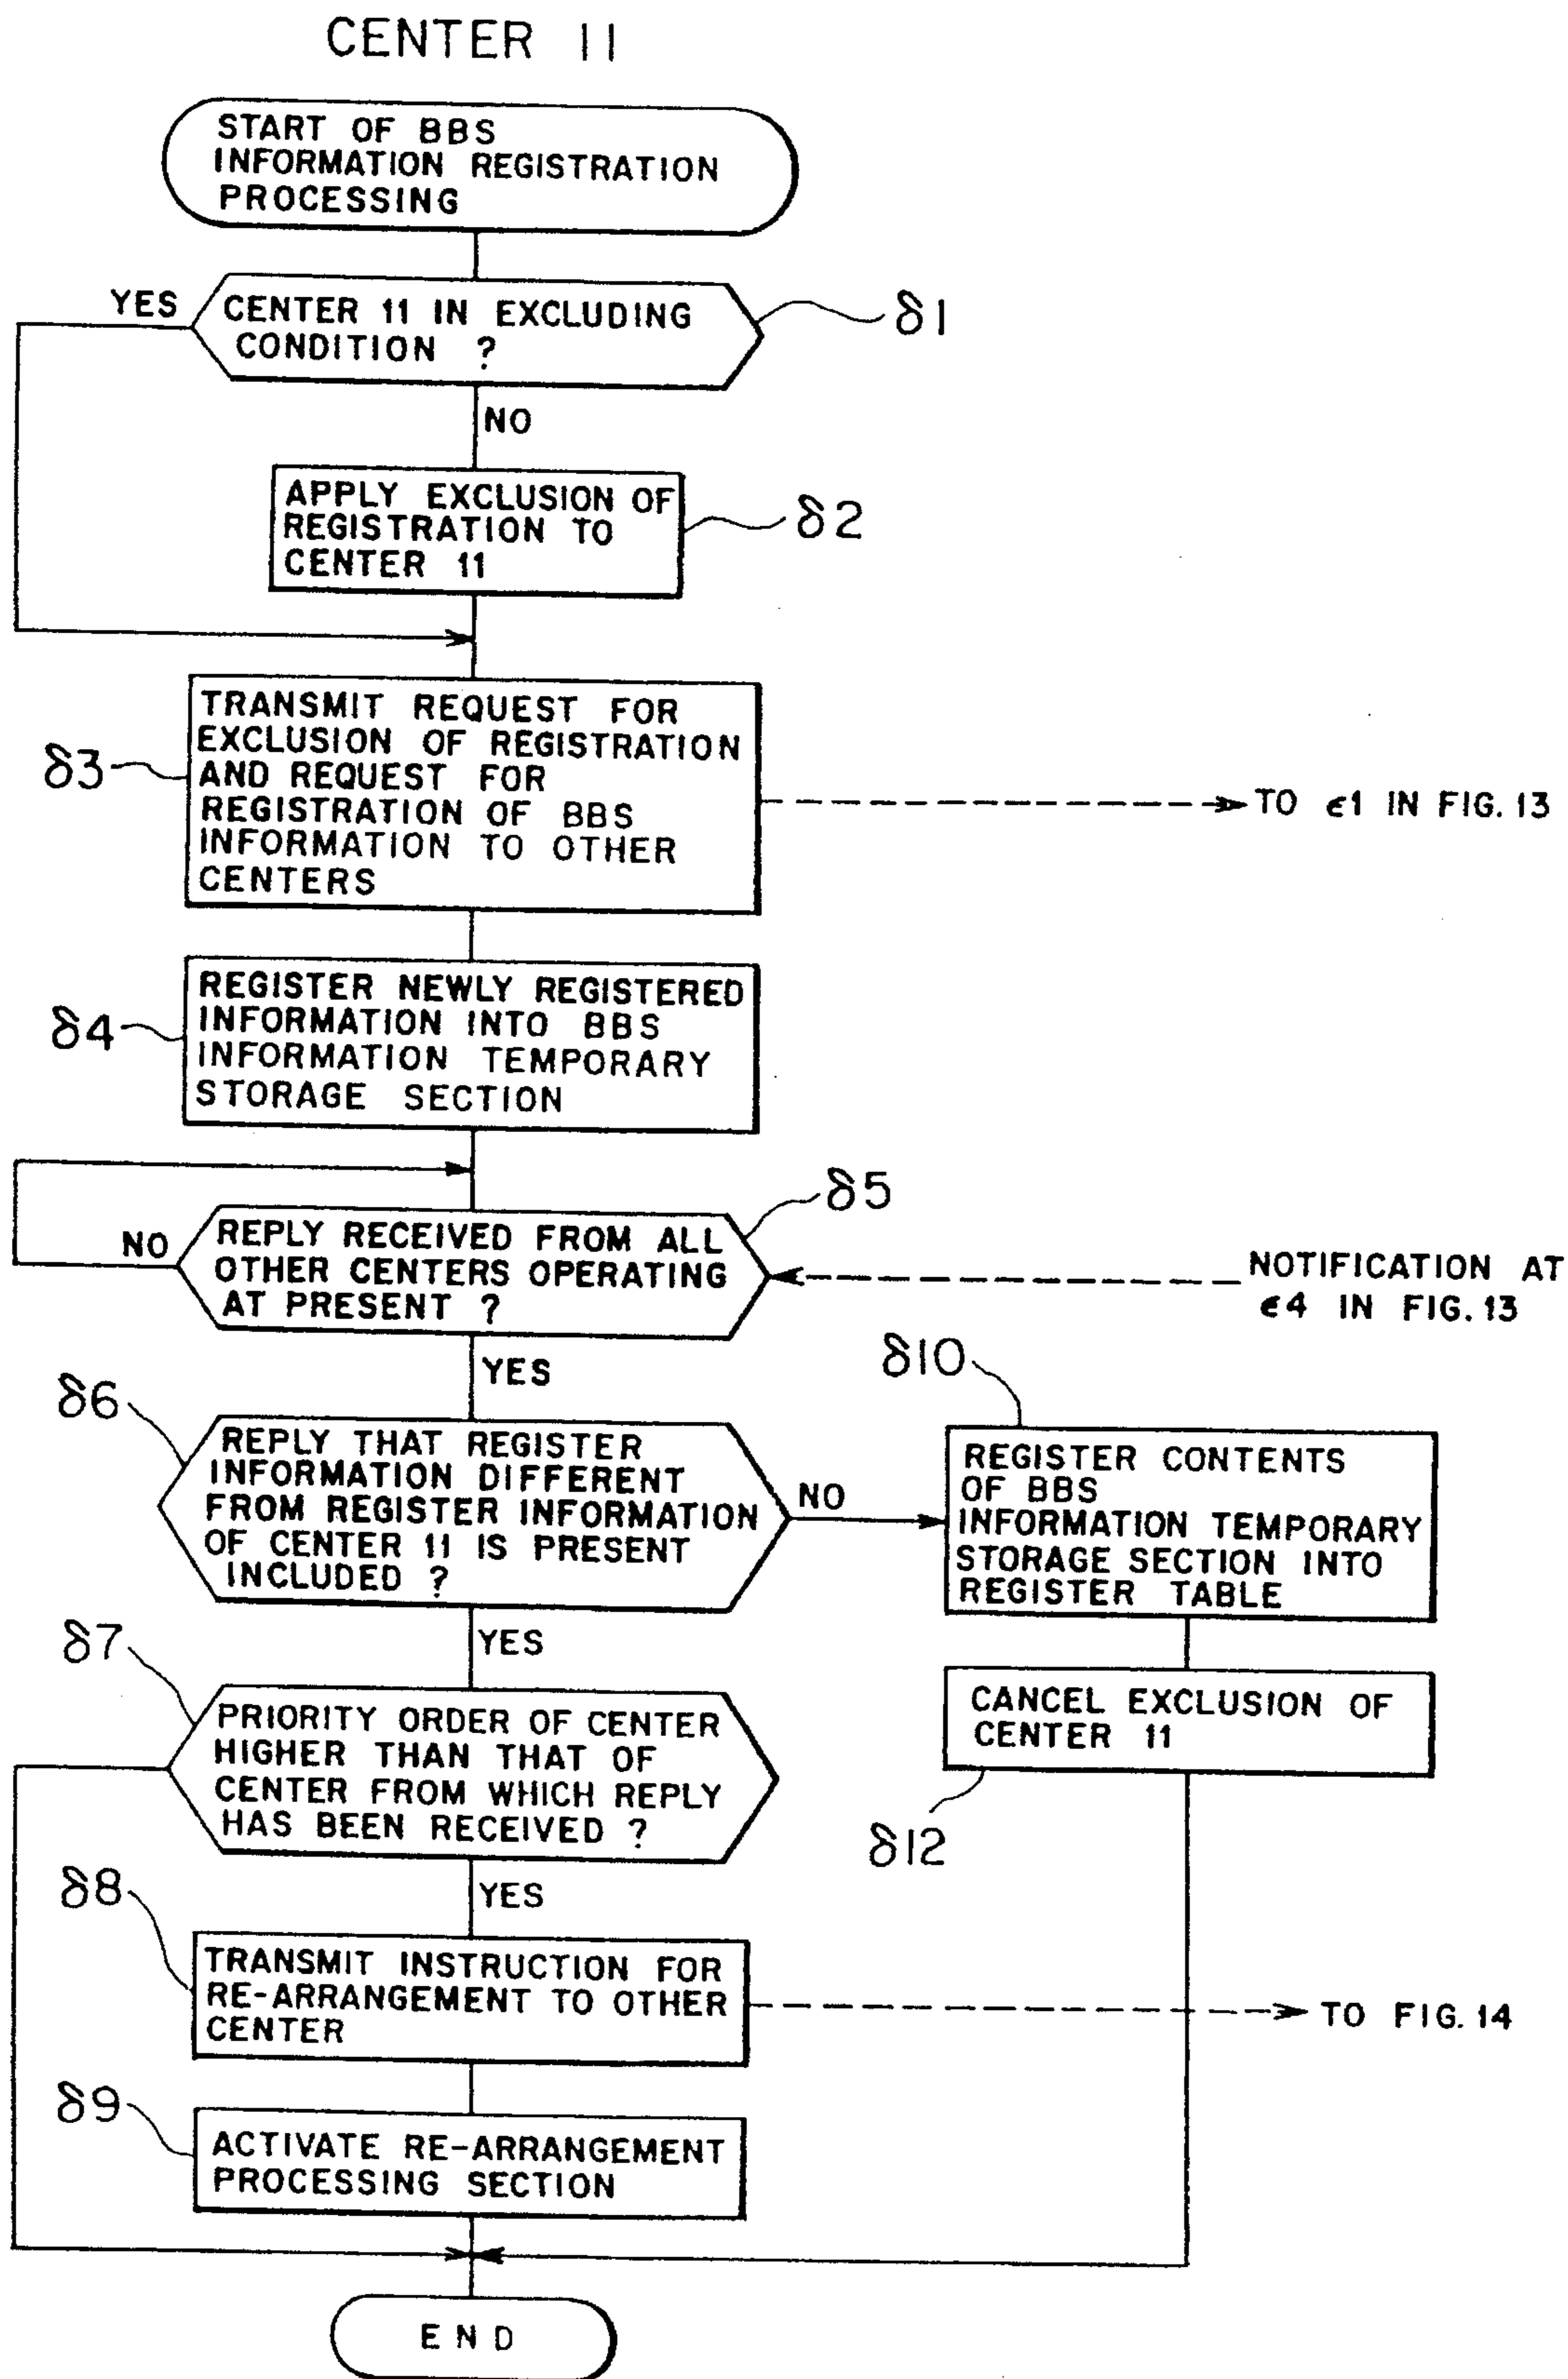 CENTER 11
START OF BBS
INFORMATION REGISTRATION
PROCESSING
YES
CENTER 11 IN EXCLUDING
CONDITION ?
δ1
NO
APPLY EXCLUSION OF
REGISTRATION TO
CENTER 11
δ2
TRANSMIT REQUEST FOR
EXCLUSION OF REGISTRATION
AND REQUEST FOR
REGISTRATION OF BBS
INFORMATION TO OTHER
CENTERS
δ3
TO ε1 IN FIG. 13
REGISTER NEWLY REGISTERED
INFORMATION INTO BBS
INFORMATION TEMPORARY
STORAGE SECTION
δ4
δ5
NO
REPLY RECEIVED FROM ALL
OTHER CENTERS OPERATING
AT PRESENT ?
NOTIFICATION AT
ε4 IN FIG. 13
YES
δ10
δ6
REPLY THAT REGISTER
INFORMATION DIFFERENT
FROM REGISTER INFORMATION
OF CENTER 11 IS PRESENT
INCLUDED ?
NO
REGISTER CONTENTS
OF BBS
INFORMATION TEMPORARY
STORAGE SECTION INTO
REGISTER TABLE
YES
δ7
PRIORITY ORDER OF CENTER
HIGHER THAN THAT OF
CENTER FROM WHICH REPLY
HAS BEEN RECEIVED ?
CANCEL EXCLUSION OF
CENTER 11
δ12
YES
δ8
TRANSMIT INSTRUCTION FOR
RE-ARRANGEMENT TO OTHER
CENTER
TO FIG. 14
δ9
ACTIVATE RE-ARRANGEMENT
PROCESSING SECTION
END